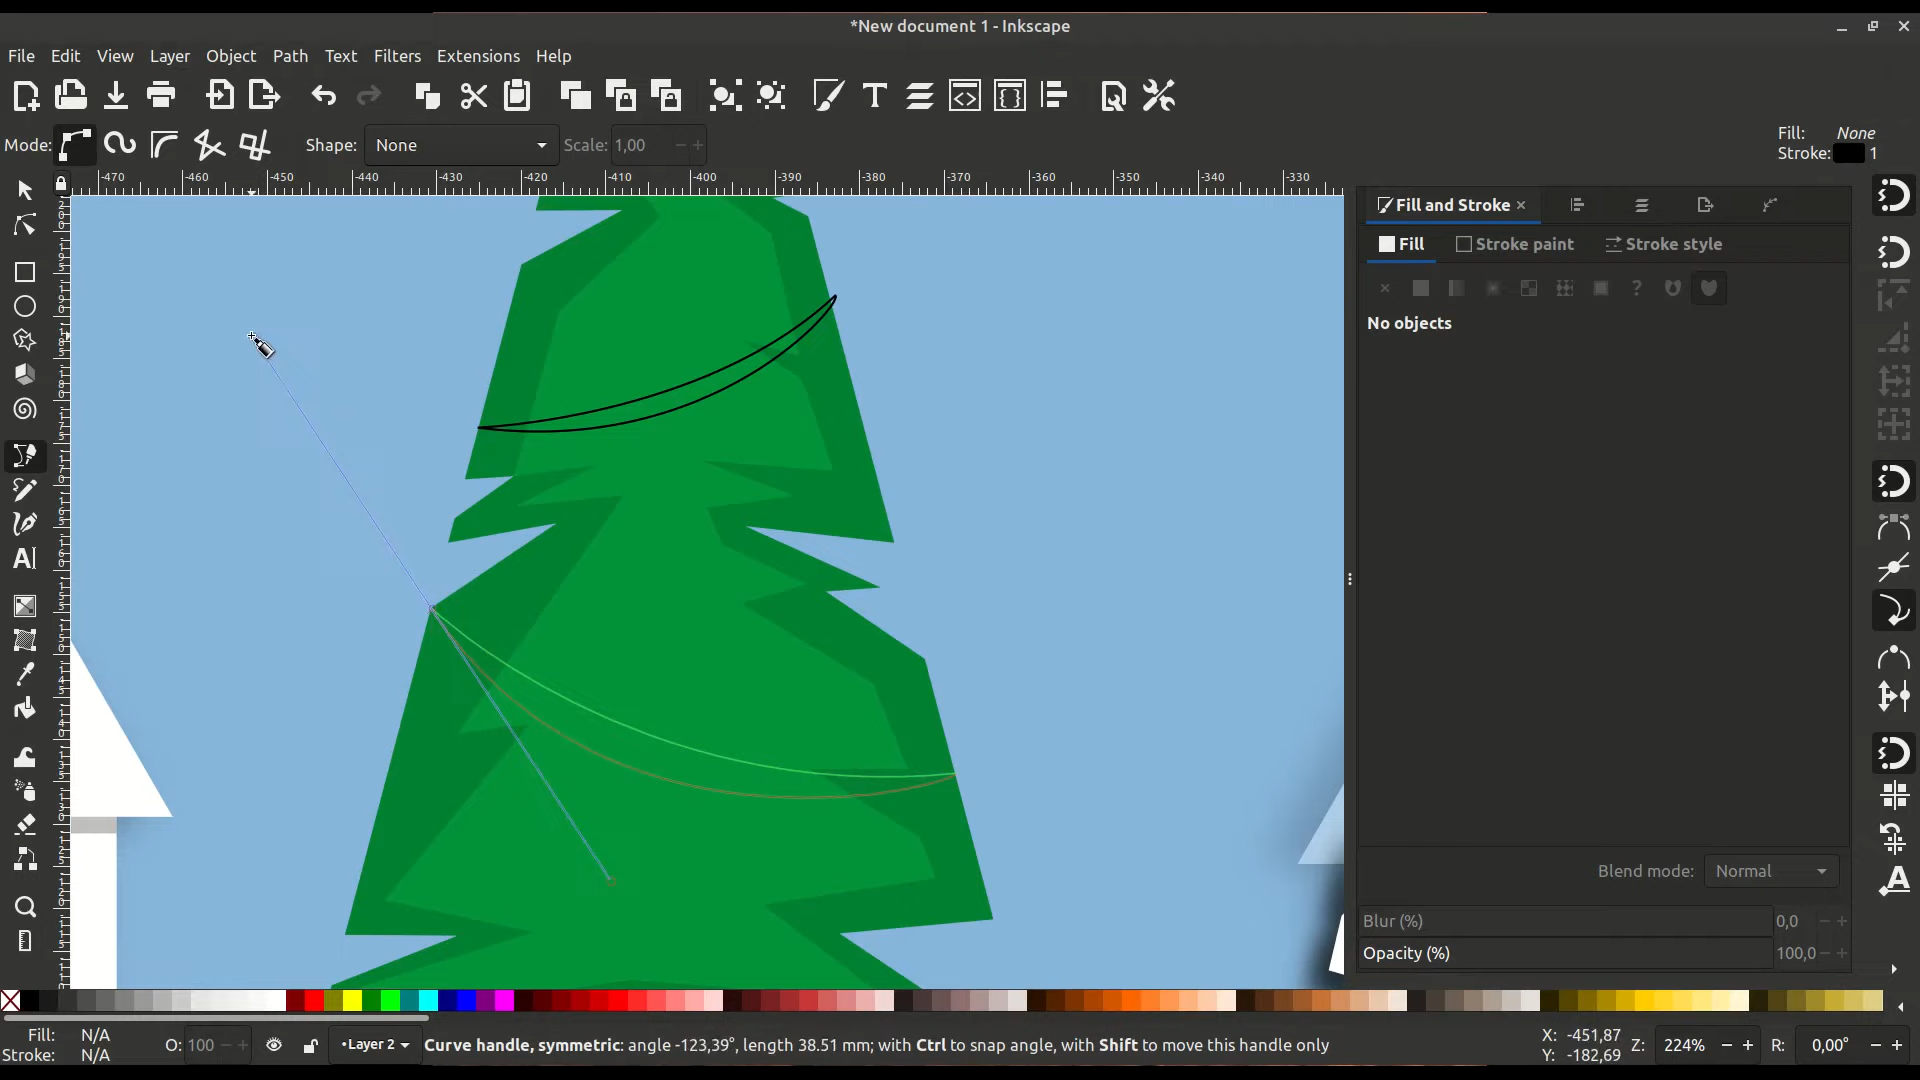 *New document 1 - Inkscape
File Edit View Layer Object Path Text Filters Extensions Help
Mode: Shape: None Scale: 1,00
Fill: None
Stroke: 1
-470 -460 -450 -440 -430 -420 -410 -400 -390 -380 -370 -360 -350 -340 -330
Fill and Stroke
Fill Stroke paint Stroke style
No objects
Blend mode: Normal
Blur (%) 0,0
Opacity (%) 100,0
Fill: N/A
Stroke: N/A
O: 100
•Layer 2
Curve handle, symmetric: angle -123,39°, length 38.51 mm; with Ctrl to snap angle, with Shift to move this handle only
X: -451,87
Y: -182,69
Z: 224%
R: 0,00°